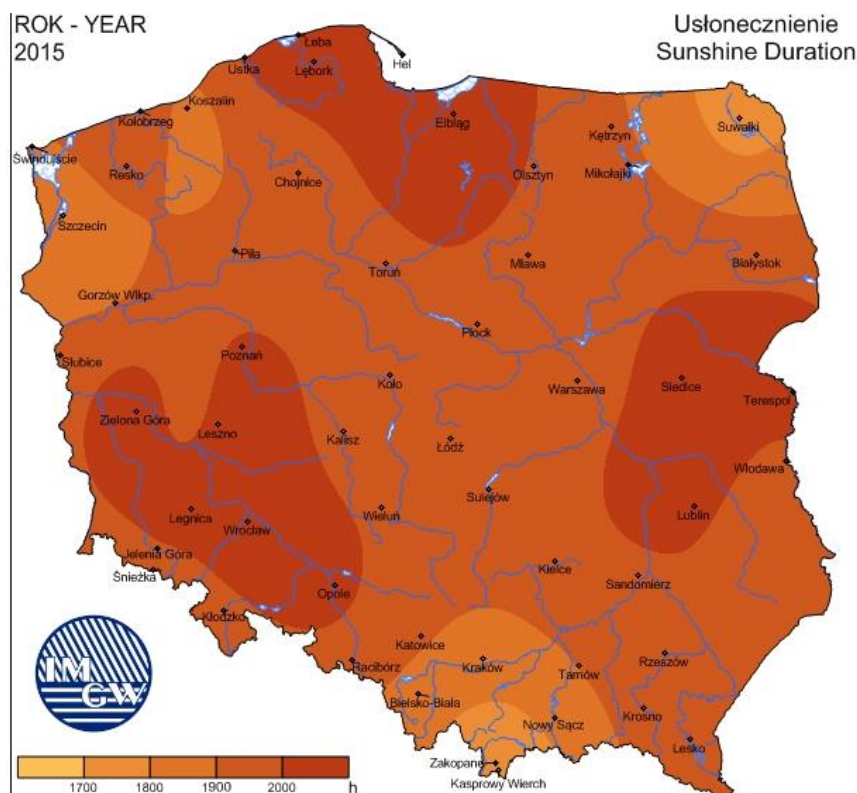 ROK - YEAR
2015
Usłonecznienie
Sunshine Duration
Łeba
Ustka
Lębork
Hel
Koszalin
Kołobrzeg
Elbląg
Suwałki
Kętrzyn
Świnoujście
Resko
Chojnice
Olsztyn
Mikołajki
Szczecin
Piła
Toruń
Mława
Białystok
Gorzów Wlkp.
Płock
Słubice
Poznań
Koło
Warszawa
Siedlce
Terespol
Zielona Góra
Leszno
Kalisz
Łódź
Włodawa
Sulejów
Legnica
Wrocław
Wieluń
Lublin
Jelenia Góra
Śnieżka
Kielce
Sandomierz
Opole
Kłodzko
Katowice
Kraków
Tarnów
Rzeszów
Racibórz
Bielsko-Biała
Nowy Sącz
Krosno
Lesko
Zakopane
Kasprowy Wierch
IM
GW
1700 1800 1900 2000 h